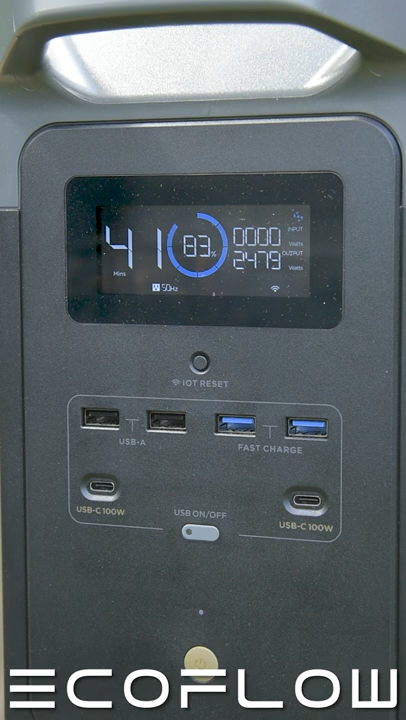 41 83% 0000 INPUT Watts
Mins 2479 OUTPUT Watts
50Hz
IOT RESET
USB-A FAST CHARGE
USB-C 100W USB-C 100W
USB ON/OFF
ECOFLOW